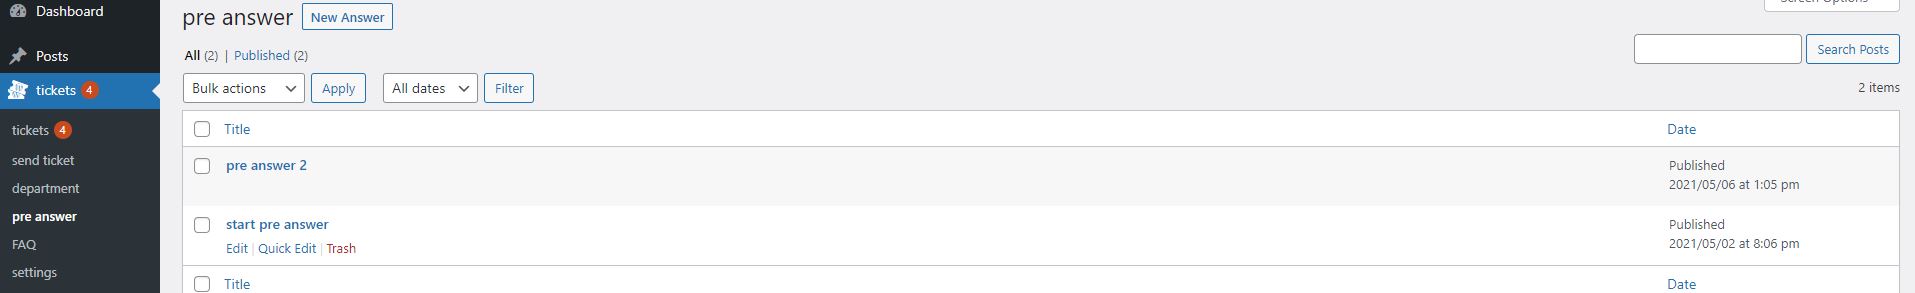 Dashboard
Posts
tickets 4
tickets 4
send ticket
department
pre answer
FAQ
settings
pre answer New Answer
Screen Options
All (2) | Published (2)
Search Posts
Bulk actions Apply All dates Filter
2 items
Title Date
pre answer 2 Published
2021/05/06 at 1:05 pm
start pre answer Published
Edit | Quick Edit | Trash 2021/05/02 at 8:06 pm
Title Date